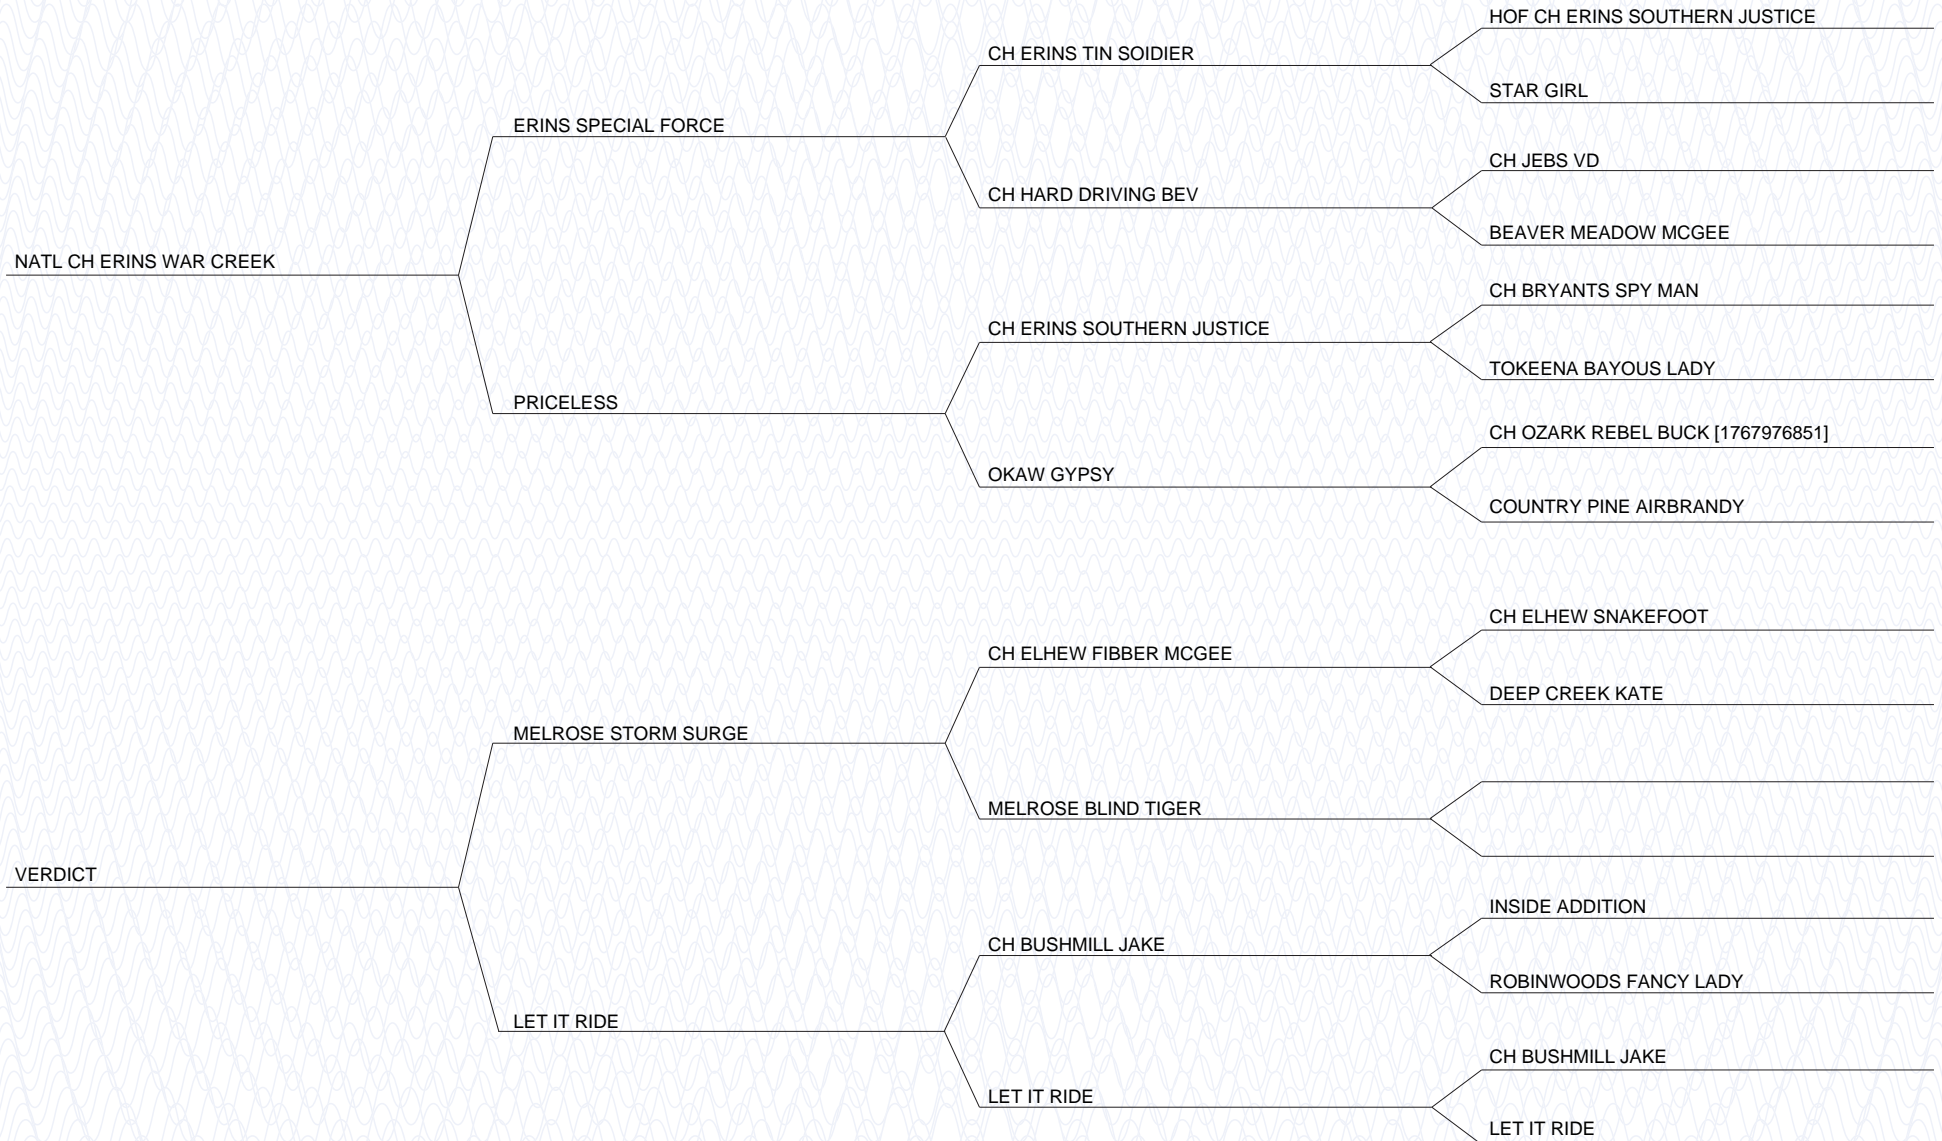 HOF CH ERINS SOUTHERN JUSTICE
CH ERINS TIN SOIDIER
STAR GIRL
ERINS SPECIAL FORCE
CH JEBS VD
CH HARD DRIVING BEV
BEAVER MEADOW MCGEE
NATL CH ERINS WAR CREEK
CH BRYANTS SPY MAN
CH ERINS SOUTHERN JUSTICE
TOKEENA BAYOUS LADY
PRICELESS
CH OZARK REBEL BUCK [1767976851]
OKAW GYPSY
COUNTRY PINE AIRBRANDY
CH ELHEW SNAKEFOOT
CH ELHEW FIBBER MCGEE
DEEP CREEK KATE
MELROSE STORM SURGE
MELROSE BLIND TIGER
VERDICT
INSIDE ADDITION
CH BUSHMILL JAKE
ROBINWOODS FANCY LADY
LET IT RIDE
CH BUSHMILL JAKE
LET IT RIDE
LET IT RIDE